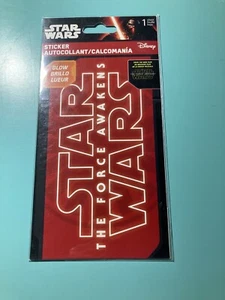 STAR
WARS
1
STICKER
AUTOCOLLANT/CALCOMANÍA
Disney
GLOW
BRILLO
LUEUR
STAR
THE FORCE AWAKENS
WARS